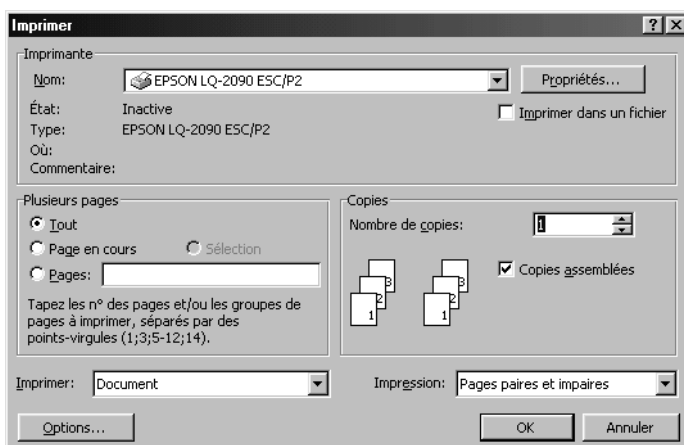 Imprimer
Imprimante
Nom: EPSON LQ-2090 ESC/P2 Propriétés...
État: Inactive Imprimer dans un fichier
Type: EPSON LQ-2090 ESC/P2
Où:
Commentaire:
Plusieurs pages
Tout
Page en cours Sélection
Pages:
Tapez les n° des pages et/ou les groupes de
pages à imprimer, séparés par des
points-virgules (1;3;5-12;14).
Copies
Nombre de copies: 1
1 2 3 1 2 3
Copies assemblées
Imprimer: Document Impression: Pages paires et impaires
Options... OK Annuler